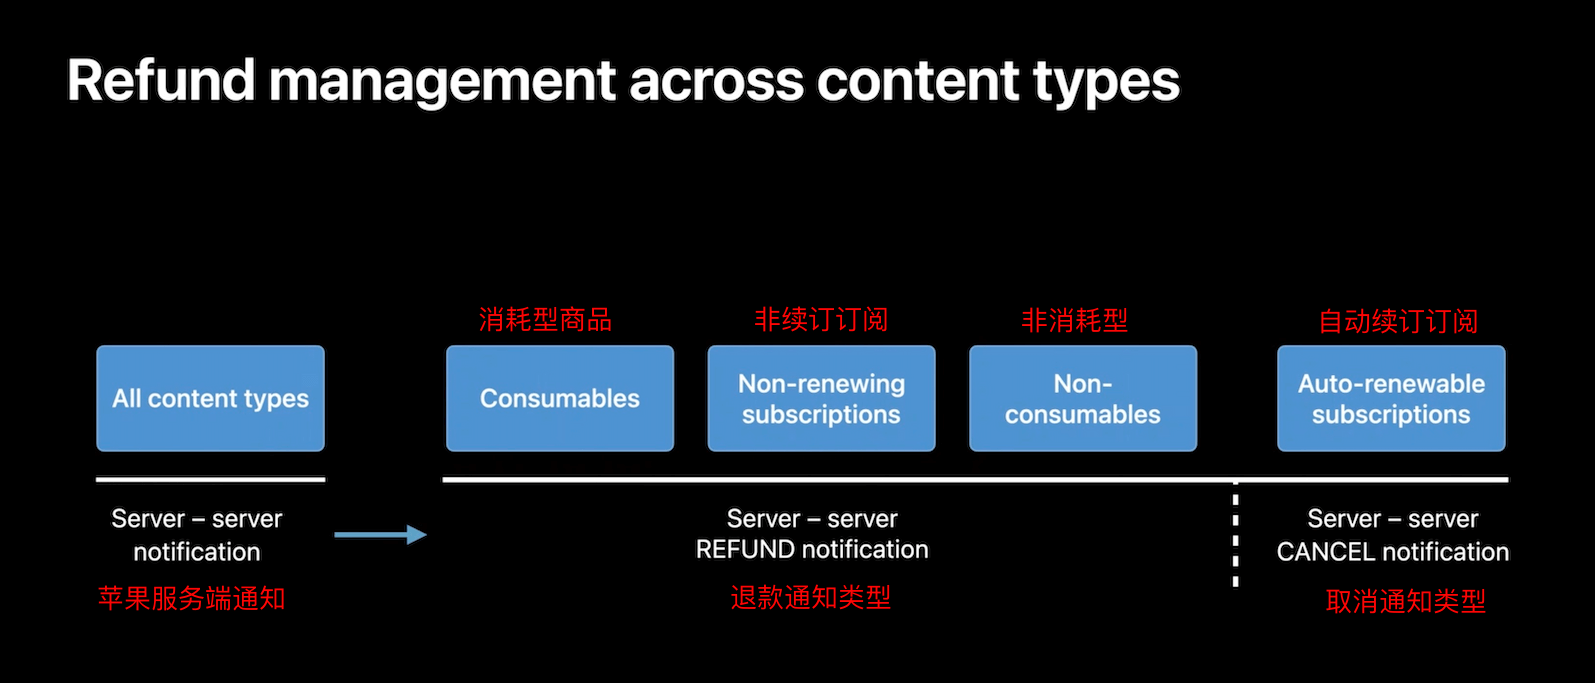 Refund management across content types
消耗型商品
非续订订阅
非消耗型
自动续订订阅
All content types
Consumables
Non-renewing
subscriptions
Non-
consumables
Auto-renewable
subscriptions
Server – server
notification
Server – server
REFUND notification
Server – server
CANCEL notification
苹果服务端通知
退款通知类型
取消通知类型